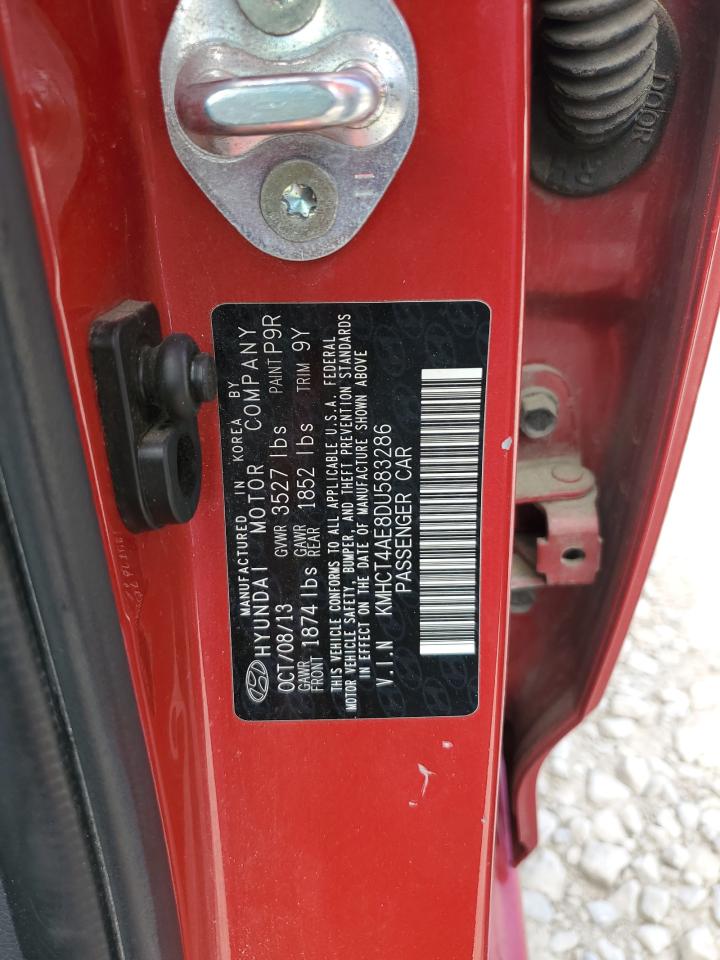 MANUFACTURED IN KOREA BY
HYUNDAI MOTOR COMPANY
OCT/08/13 GVWR 3527 lbs PAINT P9R
GAWR FRONT 1874 lbs GAWR REAR 1852 lbs TRIM 9Y
THIS VEHICLE CONFORMS TO ALL APPLICABLE U.S.A. FEDERAL
MOTOR VEHICLE SAFETY, BUMPER, AND THEFT PREVENTION STANDARDS
IN EFFECT ON THE DATE OF MANUFACTURE SHOWN ABOVE
V.I.N KMHCT4AE8DU583286
PASSENGER CAR
DOOR
11